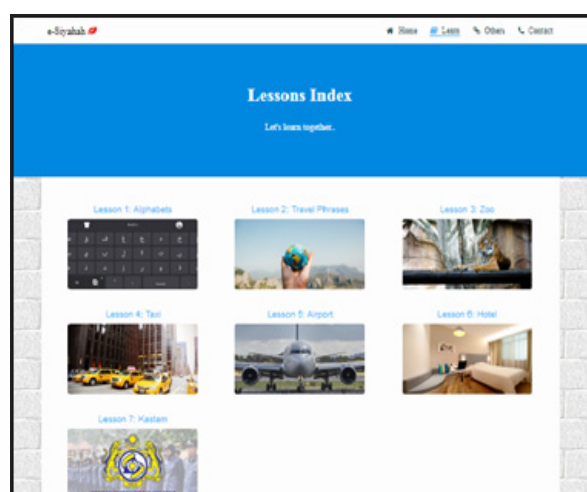 e-Siyahah
Home Learn Others Contact
Lessons Index
Let's learn together..
Lesson 1: Alphabets
Lesson 2: Travel Phrases
Lesson 3: Zoo
Lesson 4: Taxi
Lesson 5: Airport
Lesson 6: Hotel
Lesson 7: Kastam